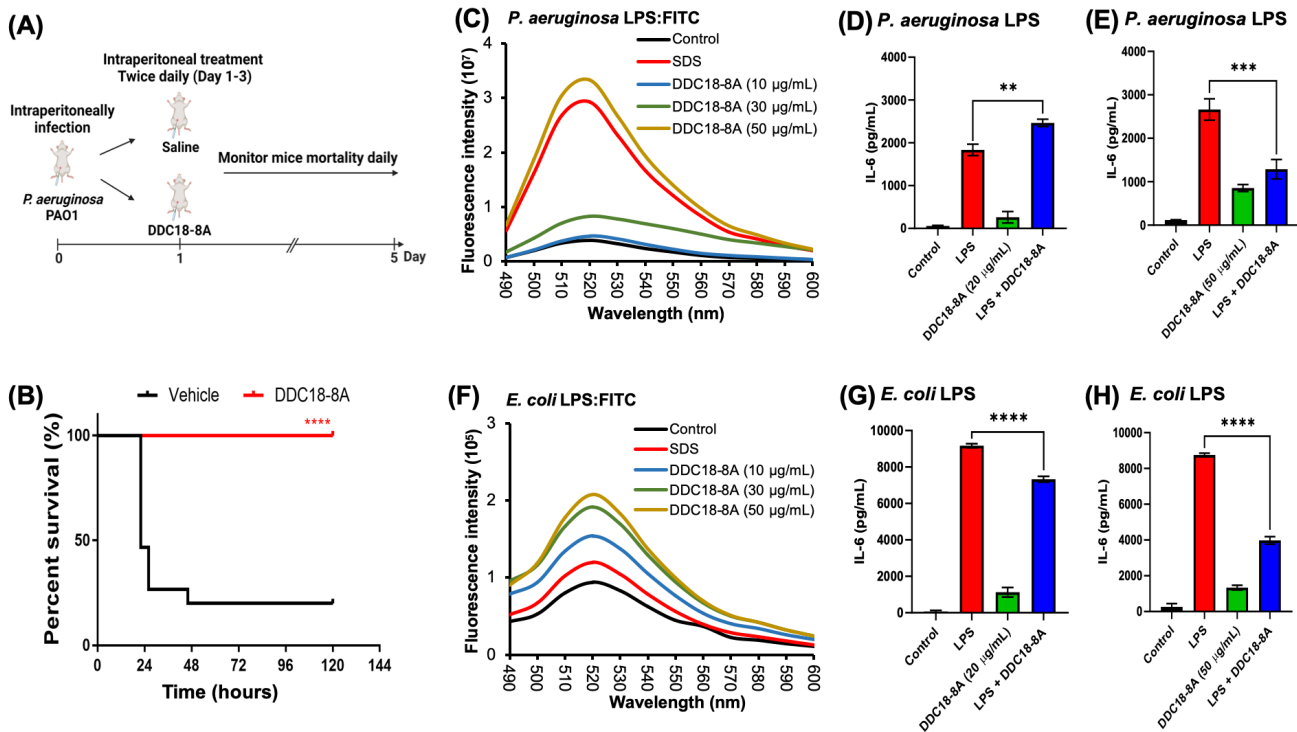 (A)
Intraperitoneal treatment
Twice daily (Day 1-3)
Intraperitoneally
infection
Saline
Monitor mice mortality daily
P. aeruginosa
PAO1
DDC18-8A
0
1
5
Day
(B)
Vehicle
DDC18-8A
****
Percent survival (%)
100
50
0
0
24
48
72
96
120
144
Time (hours)
(C)
P. aeruginosa LPS:FITC
Control
SDS
DDC18-8A (10 µg/mL)
DDC18-8A (30 µg/mL)
DDC18-8A (50 µg/mL)
Fluorescence intensity (10⁷)
4
3
2
1
0
490
500
510
520
530
540
550
560
570
580
590
600
Wavelength (nm)
(D)
P. aeruginosa LPS
**
IL-6 (pg/mL)
4000
3000
2000
1000
0
Control
LPS
DDC18-8A (20 µg/mL)
LPS + DDC18-8A
(E)
P. aeruginosa LPS
***
IL-6 (pg/mL)
4000
3000
2000
1000
0
Control
LPS
DDC18-8A (50 µg/mL)
LPS + DDC18-8A
(F)
E. coli LPS:FITC
Control
SDS
DDC18-8A (10 µg/mL)
DDC18-8A (30 µg/mL)
DDC18-8A (50 µg/mL)
Fluorescence intensity (10⁵)
3
2
1
0
490
500
510
520
530
540
550
560
570
580
590
600
Wavelength (nm)
(G)
E. coli LPS
****
IL-6 (pg/mL)
10000
8000
6000
4000
2000
0
Control
LPS
DDC18-8A (20 µg/mL)
LPS + DDC18-8A
(H)
E. coli LPS
****
IL-6 (pg/mL)
10000
8000
6000
4000
2000
0
Control
LPS
DDC18-8A (50 µg/mL)
LPS + DDC18-8A